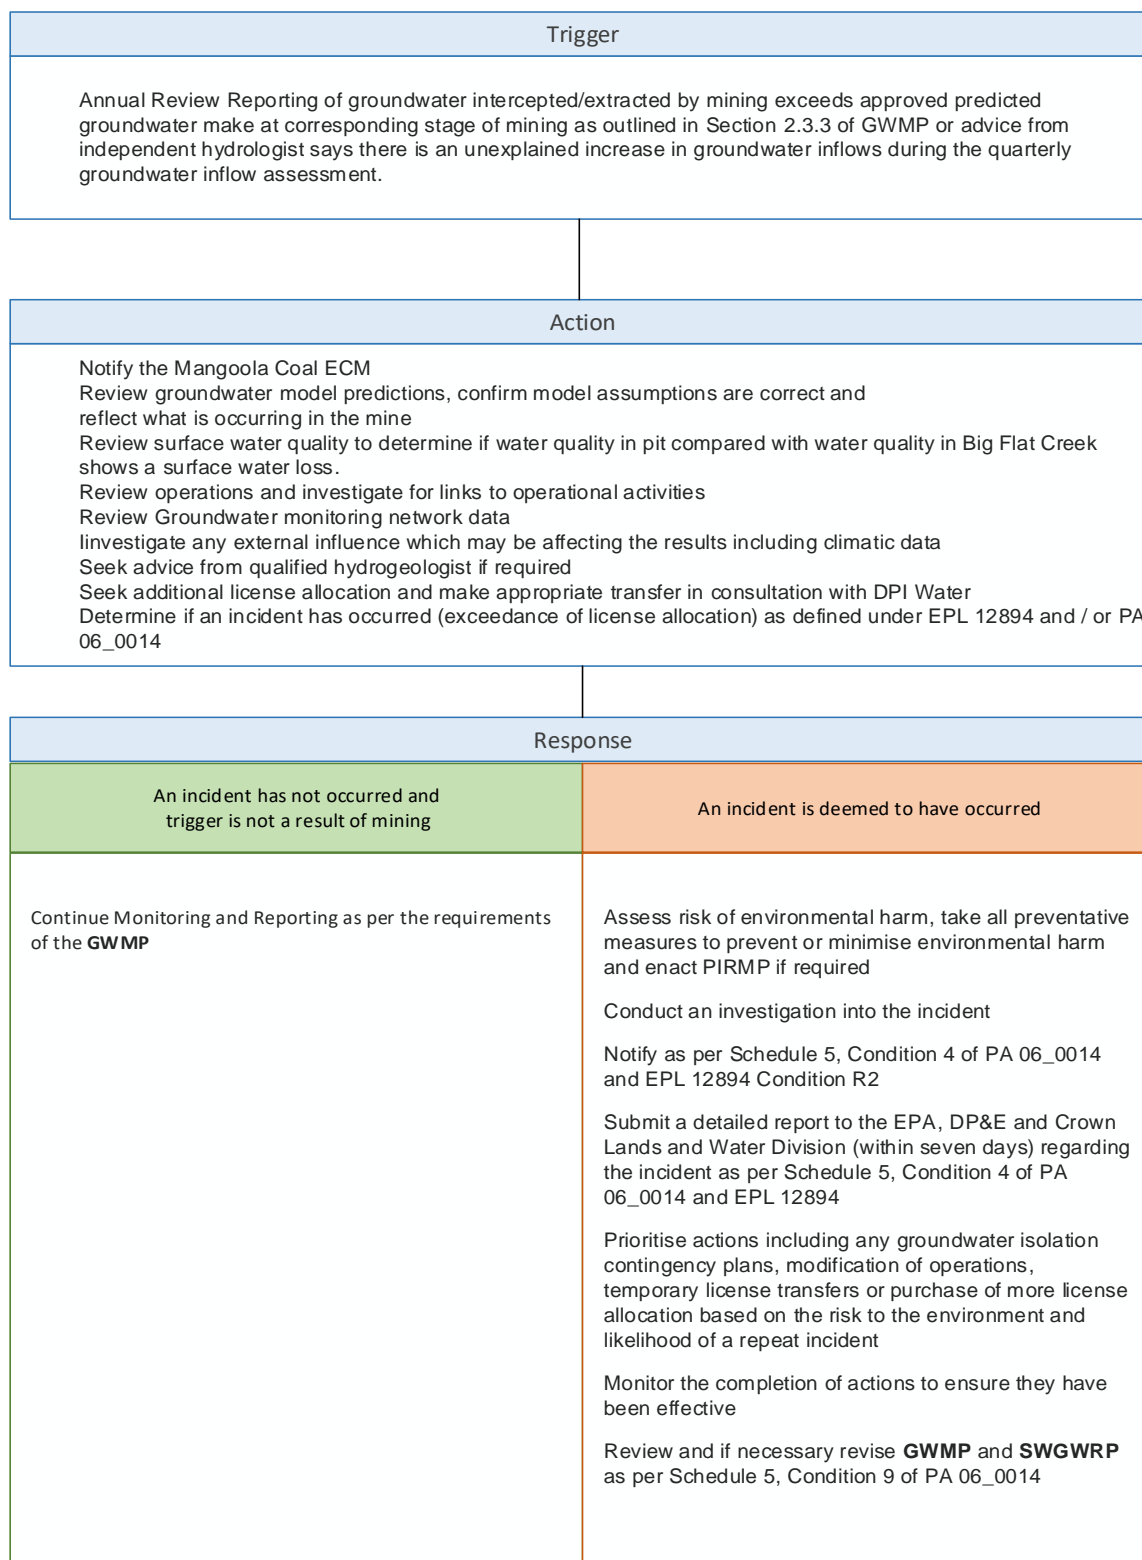 Trigger
Annual Review Reporting of groundwater intercepted/extracted by mining exceeds approved predicted
groundwater make at corresponding stage of mining as outlined in Section 2.3.3 of GWMP or advice from
independent hydrologist says there is an unexplained increase in groundwater inflows during the quarterly
groundwater inflow assessment.
Action
Notify the Mangoola Coal ECM
Review groundwater model predictions, confirm model assumptions are correct and
reflect what is occurring in the mine
Review surface water quality to determine if water quality in pit compared with water quality in Big Flat Creek
shows a surface water loss.
Review operations and investigate for links to operational activities
Review Groundwater monitoring network data
Iinvestigate any external influence which may be affecting the results including climatic data
Seek advice from qualified hydrogeologist if required
Seek additional license allocation and make appropriate transfer in consultation with DPI Water
Determine if an incident has occurred (exceedance of license allocation) as defined under EPL 12894 and / or PA
06_0014
Response
An incident has not occurred and
trigger is not a result of mining
An incident is deemed to have occurred
Continue Monitoring and Reporting as per the requirements
of the GWMP
Assess risk of environmental harm, take all preventative
measures to prevent or minimise environmental harm
and enact PIRMP if required
Conduct an investigation into the incident
Notify as per Schedule 5, Condition 4 of PA 06_0014
and EPL 12894 Condition R2
Submit a detailed report to the EPA, DP&E and Crown
Lands and Water Division (within seven days) regarding
the incident as per Schedule 5, Condition 4 of PA
06_0014 and EPL 12894
Prioritise actions including any groundwater isolation
contingency plans, modification of operations,
temporary license transfers or purchase of more license
allocation based on the risk to the environment and
likelihood of a repeat incident
Monitor the completion of actions to ensure they have
been effective
Review and if necessary revise GWMP and SWGWRP
as per Schedule 5, Condition 9 of PA 06_0014